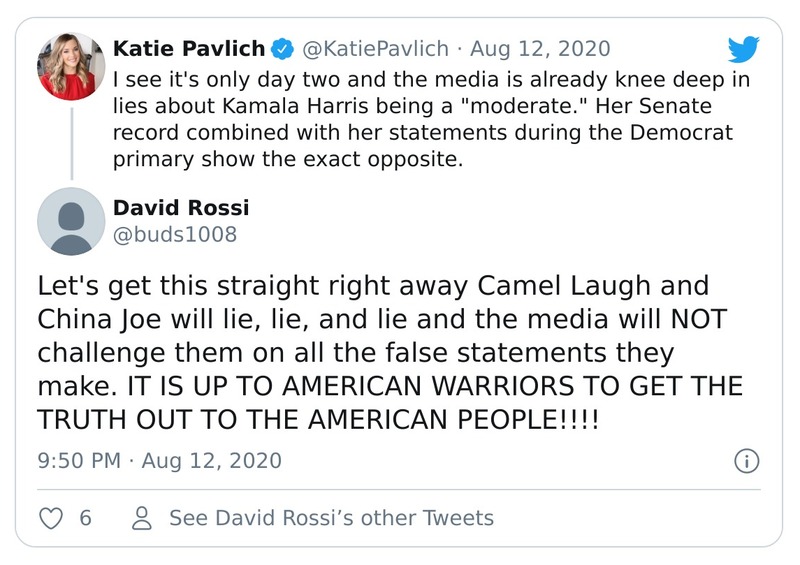 Katie Pavlich @KatiePavlich · Aug 12, 2020
I see it's only day two and the media is already knee deep in
lies about Kamala Harris being a "moderate." Her Senate
record combined with her statements during the Democrat
primary show the exact opposite.
David Rossi
@buds1008
Let's get this straight right away Camel Laugh and
China Joe will lie, lie, and lie and the media will NOT
challenge them on all the false statements they
make. IT IS UP TO AMERICAN WARRIORS TO GET THE
TRUTH OUT TO THE AMERICAN PEOPLE!!!!
9:50 PM · Aug 12, 2020
6 See David Rossi’s other Tweets